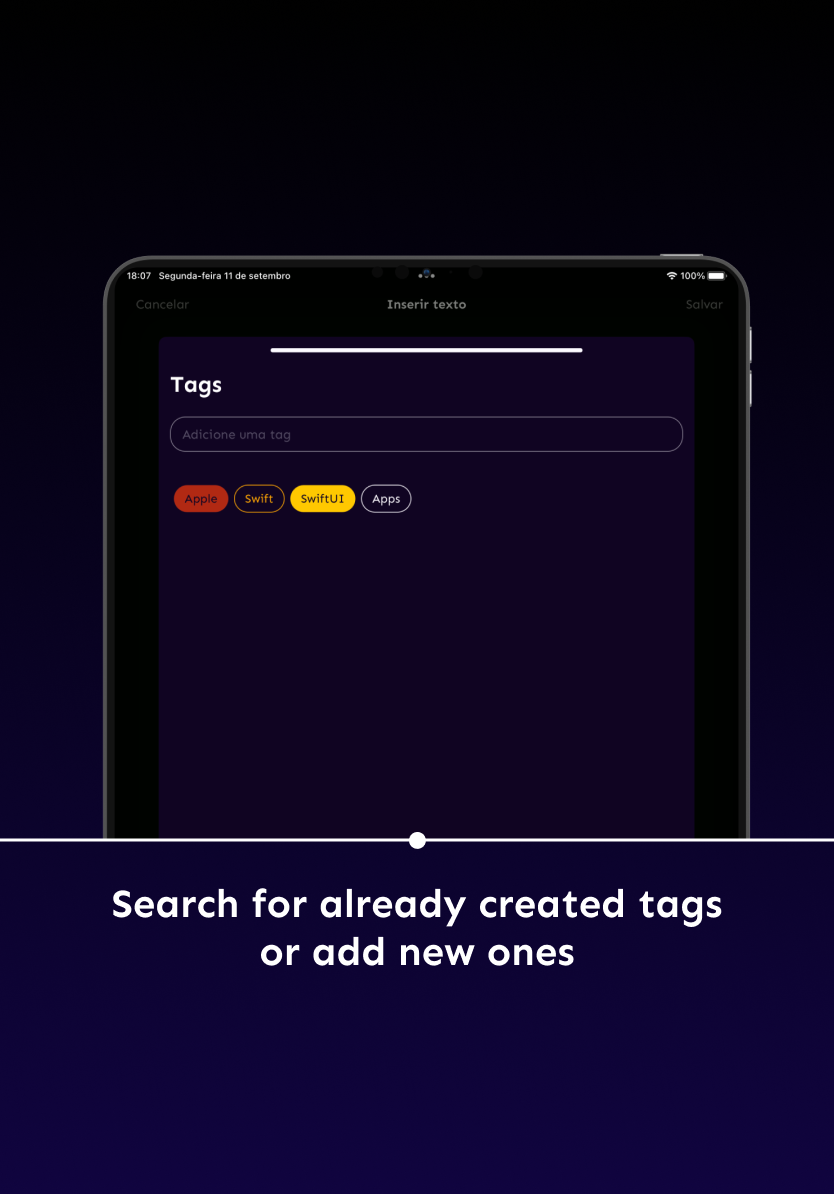 18:07 Segunda-feira 11 de setembro 100%
Cancelar Inserir texto Salvar
Tags
Adicione uma tag
Apple Swift SwiftUI Apps
Search for already created tags
or add new ones